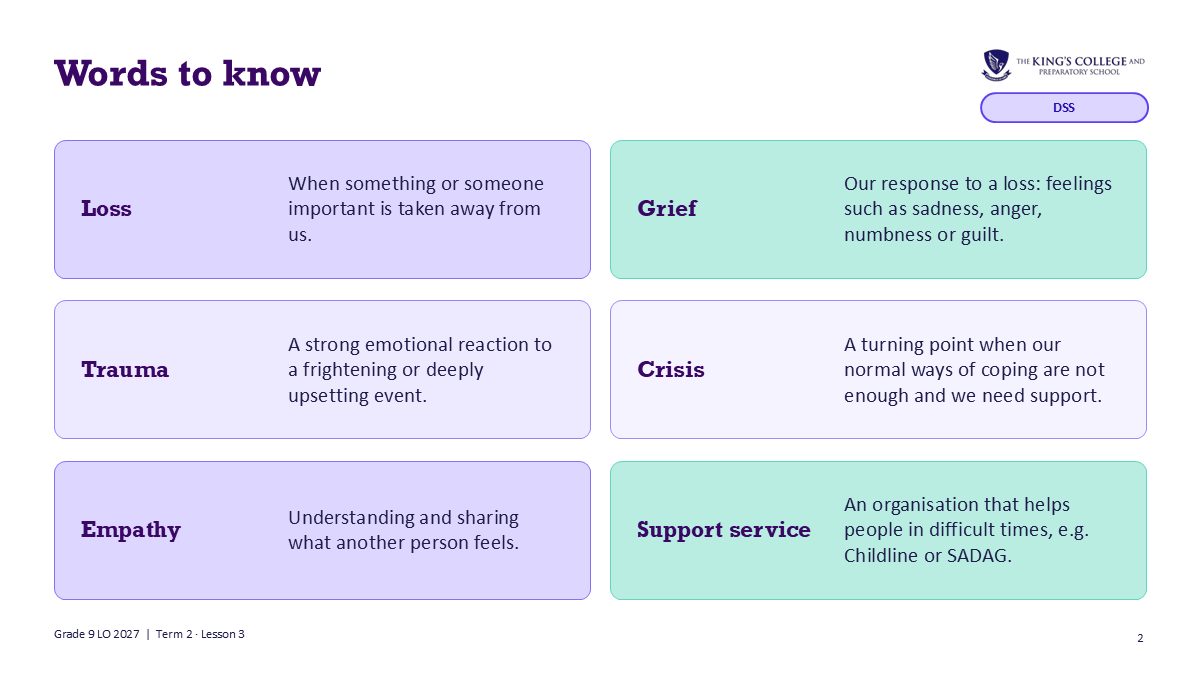 Words to know
THE KING'S COLLEGE AND
PREPARATORY SCHOOL
DSS
Loss
When something or someone
important is taken away from
us.
Grief
Our response to a loss: feelings
such as sadness, anger,
numbness or guilt.
Trauma
A strong emotional reaction to
a frightening or deeply
upsetting event.
Crisis
A turning point when our
normal ways of coping are not
enough and we need support.
Empathy
Understanding and sharing
what another person feels.
Support service
An organisation that helps
people in difficult times, e.g.
Childline or SADAG.
Grade 9 LO 2027 | Term 2 · Lesson 3
2